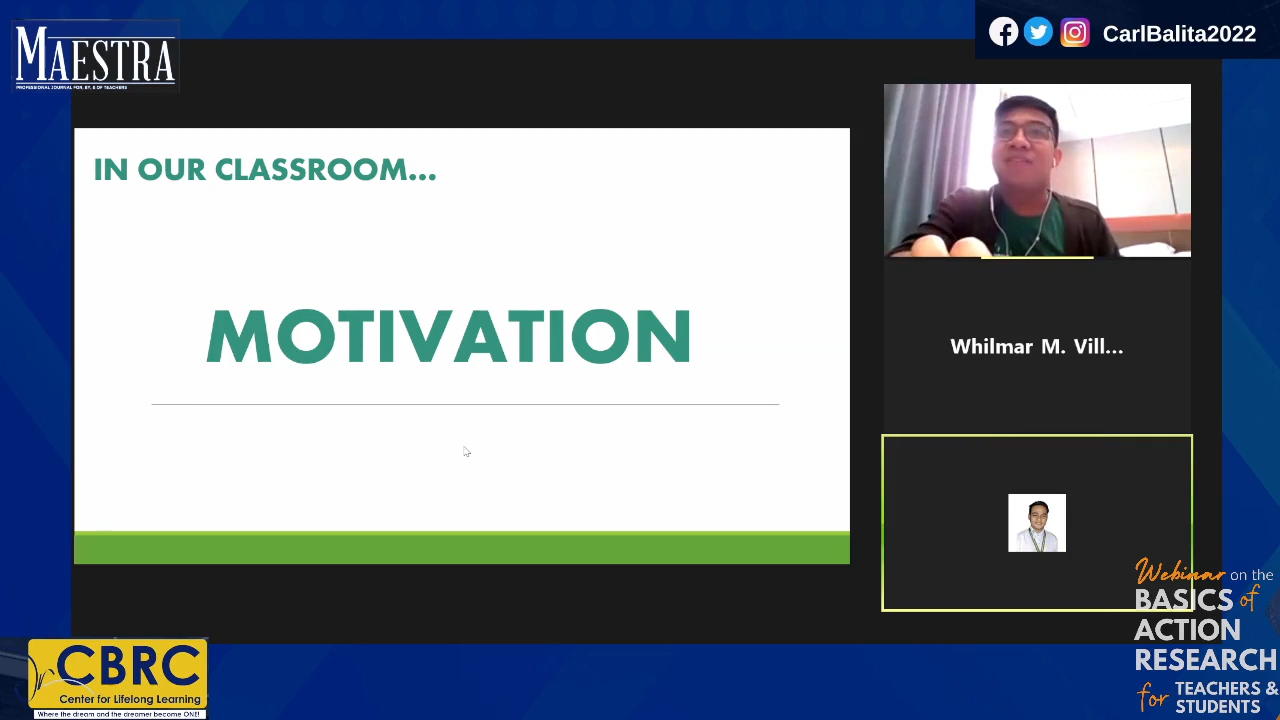 MAESTRA
PROFESSIONAL JOURNAL FOR, BY, & OF TEACHERS
CarlBalita2022
IN OUR CLASSROOM...
MOTIVATION
Whilmar M. Vill...
Webinar on the
BASICS of
ACTION
RESEARCH
for TEACHERS &
STUDENTS
CBRC
Center for Lifelong Learning
Where the dream and the dreamer become ONE!